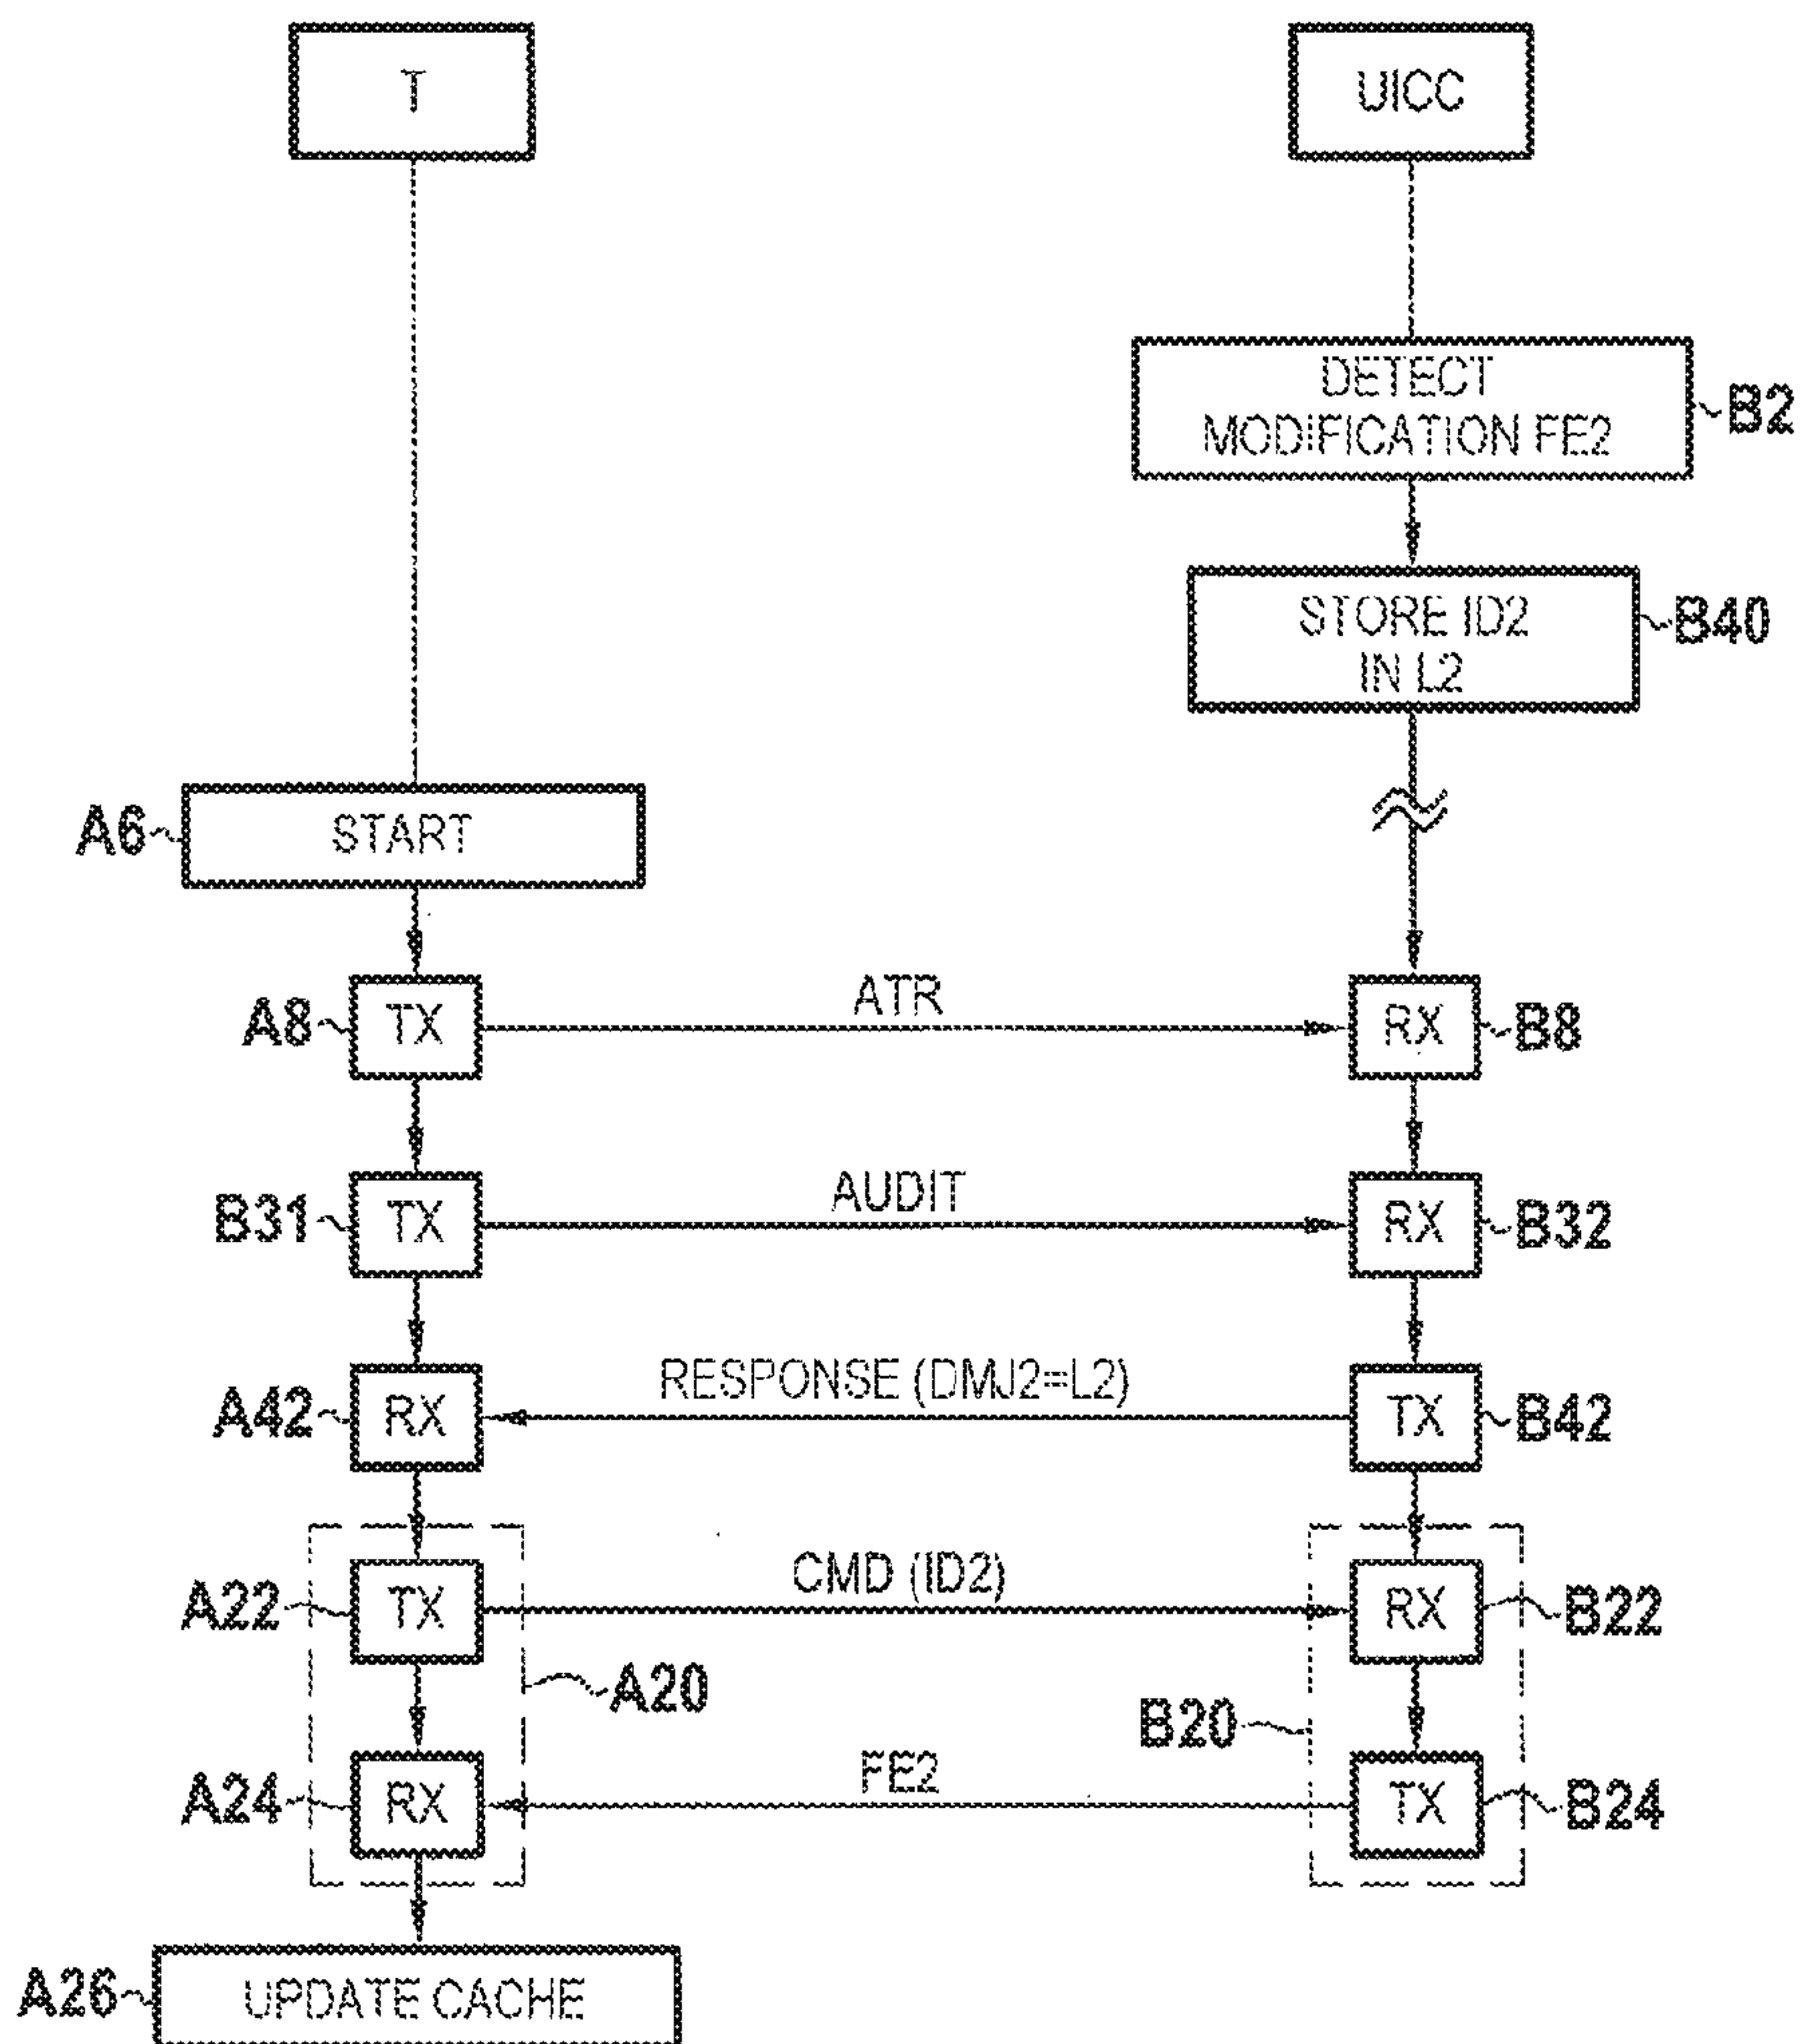 T
UICC
DETECT
MODIFICATION FE2
B2
STORE ID2
IN L2
B40
A6
START
A8
TX
ATR
RX
B8
B31
TX
AUDIT
RX
B32
A42
RX
RESPONSE (DMJ2=L2)
TX
B42
A22
TX
CMD (ID2)
RX
B22
A20
B20
A24
RX
FE2
TX
B24
A26
UPDATE CACHE